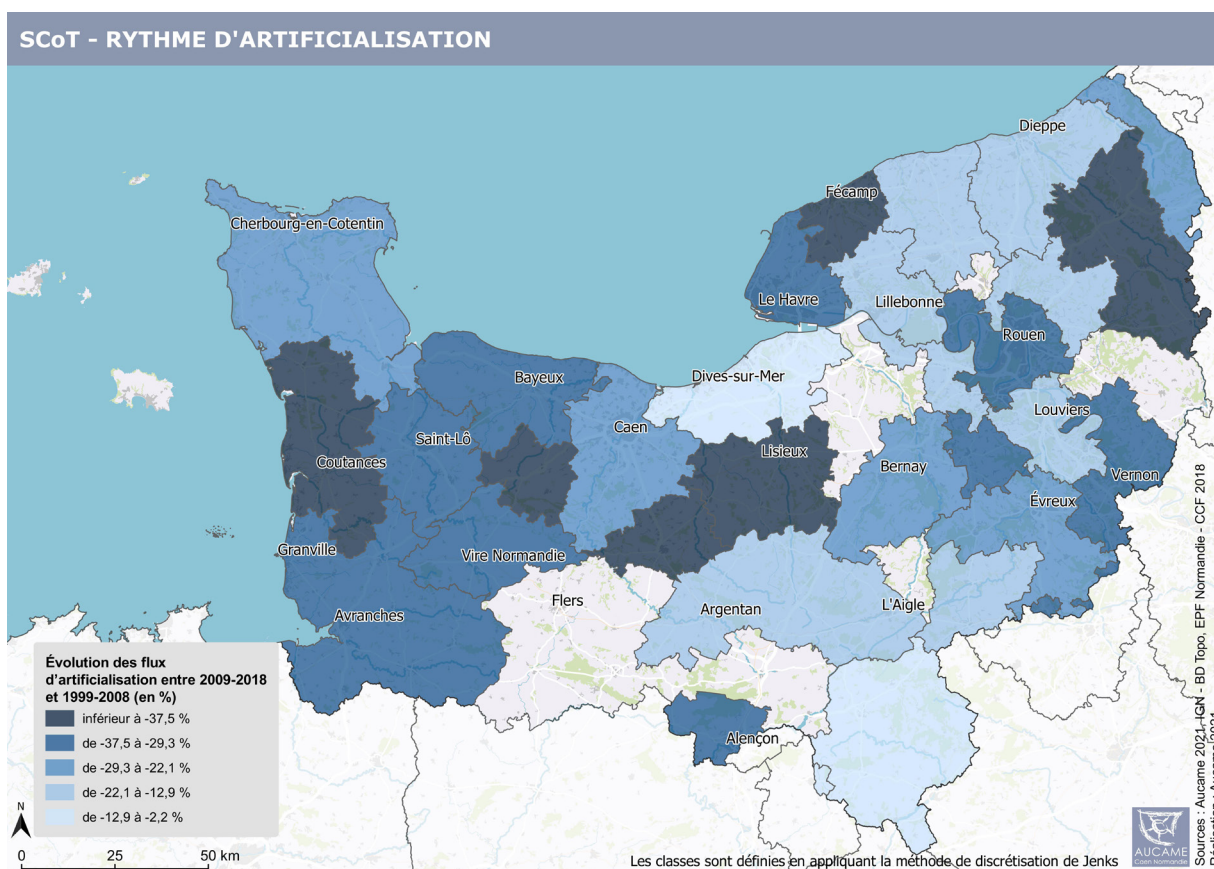 SCoT - RYTHME D'ARTIFICIALISATION
Dieppe
Fécamp
Cherbourg-en-Cotentin
Le Havre
Lillebonne
Rouen
Bayeux
Dives-sur-Mer
Louviers
Caen
Saint-Lô
Lisieux
Coutances
Bernay
Vernon
Évreux
Granville
Vire Normandie
Flers
Argentan
L'Aigle
Avranches
Alençon
Évolution des flux
d'artificialisation entre 2009-2018
et 1999-2008 (en %)
inférieur à -37,5 %
de -37,5 à -29,3 %
de -29,3 à -22,1 %
de -22,1 à -12,9 %
de -12,9 à -2,2 %
N
0 25 50 km
Les classes sont définies en appliquant la méthode de discrétisation de Jenks
AUCAME
Caen Normandie
Sources : Aucame 2021 IGN - BD Topo, EPF Normandie - CCF 2018
Réalisation : Aucame 2021